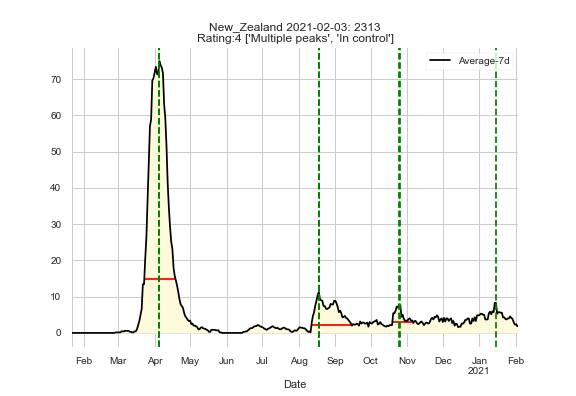 New_Zealand 2021-02-03: 2313
Rating:4 ['Multiple peaks', 'In control']
Average-7d
70
60
50
40
30
20
10
0
Feb Mar Apr May Jun Jul Aug Sep Oct Nov Dec Jan Feb
2021
Date